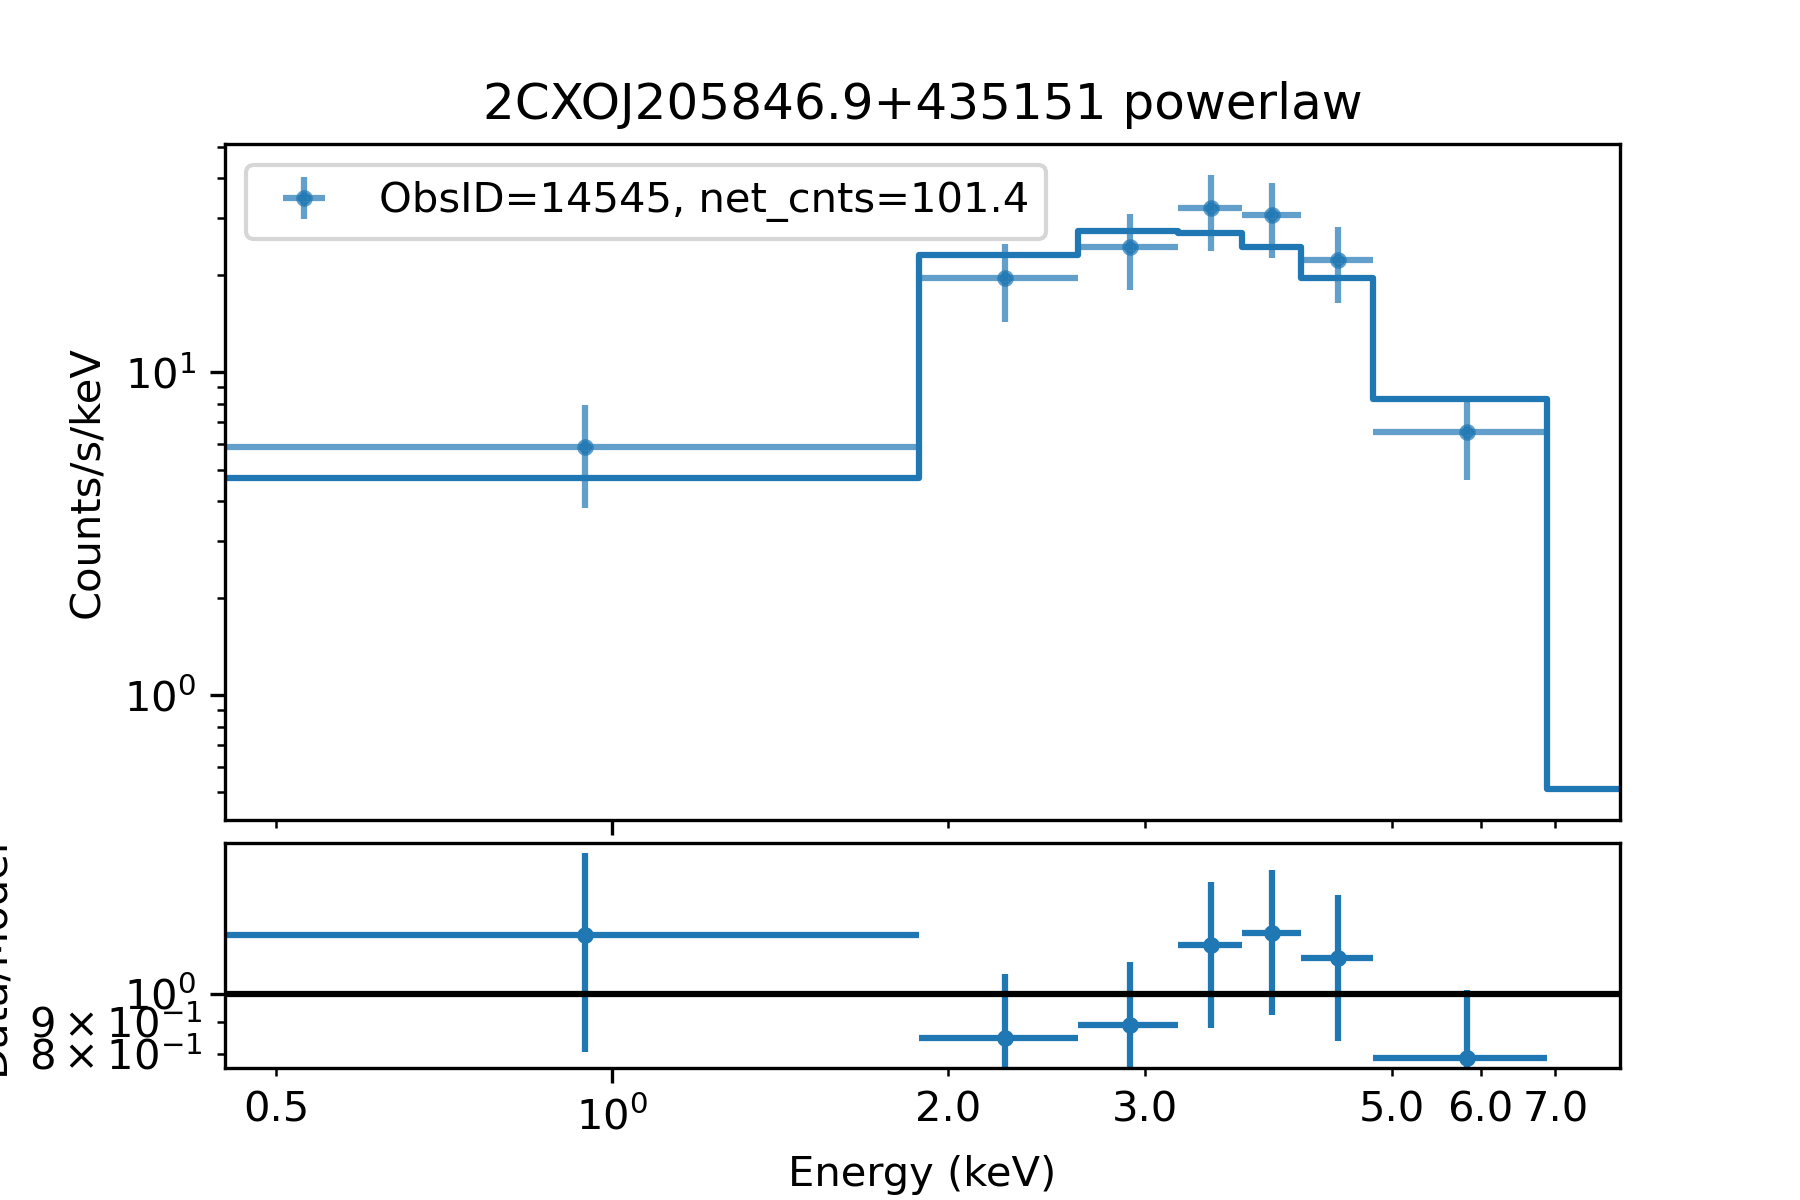 2CXOJ205846.9+435151 powerlaw
ObsID=14545, net_cnts=101.4
Counts/s/keV
10¹
10⁰
10⁰
9 × 10⁻¹
8 × 10⁻¹
0.5
10⁰
2.0
3.0
5.0
6.0
7.0
Energy (keV)